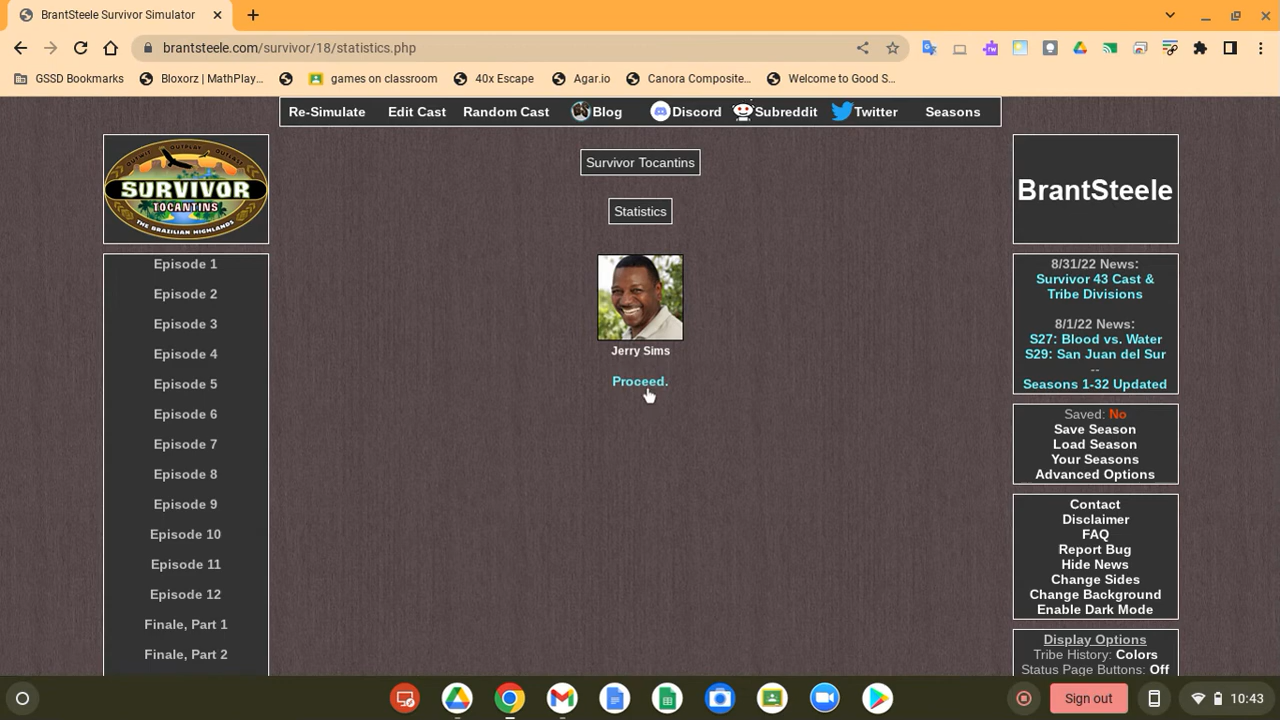 BrantSteele Survivor Simulator
brantsteele.com/survivor/18/statistics.php
GSSD Bookmarks
Bloxorz | MathPlay...
games on classroom
40x Escape
Agar.io
Canora Composite...
Welcome to Good S...
Re-Simulate
Edit Cast
Random Cast
Blog
Discord
Subreddit
Twitter
Seasons
OUTWIT OUTPLAY OUTLAST
SURVIVOR
TOCANTINS
THE BRAZILIAN HIGHLANDS
Episode 1
Episode 2
Episode 3
Episode 4
Episode 5
Episode 6
Episode 7
Episode 8
Episode 9
Episode 10
Episode 11
Episode 12
Finale, Part 1
Finale, Part 2
Survivor Tocantins
Statistics
Jerry Sims
Proceed.
BrantSteele
8/31/22 News:
Survivor 43 Cast &
Tribe Divisions
8/1/22 News:
S27: Blood vs. Water
S29: San Juan del Sur
--
Seasons 1-32 Updated
Saved: No
Save Season
Load Season
Your Seasons
Advanced Options
Contact
Disclaimer
FAQ
Report Bug
Hide News
Change Sides
Change Background
Enable Dark Mode
Display Options
Tribe History: Colors
Status Page Buttons: Off
Sign out
10:43